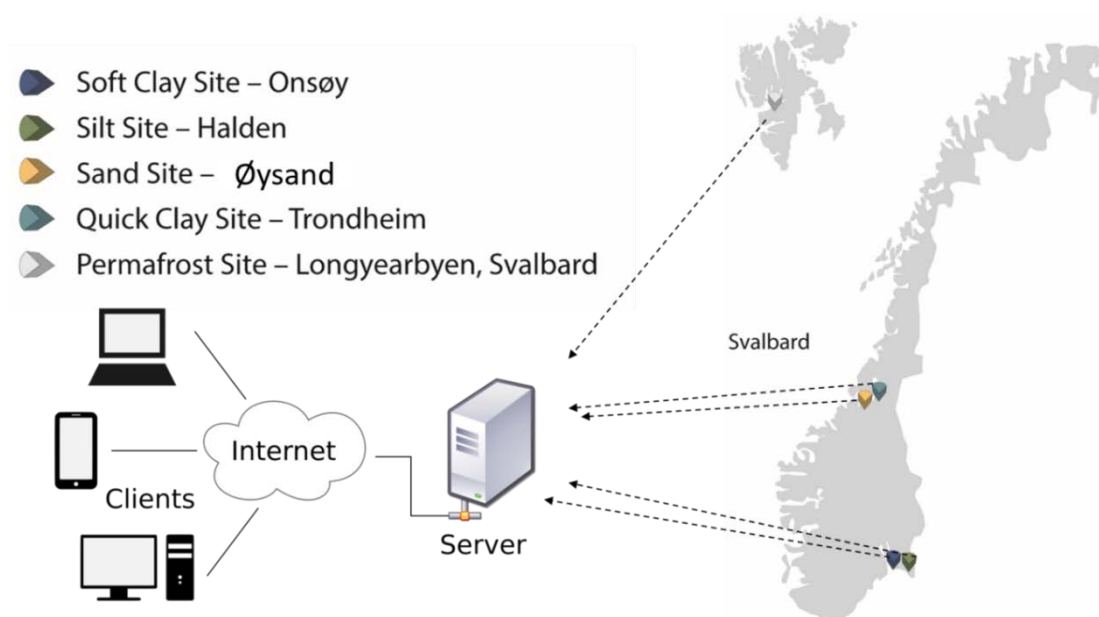 Soft Clay Site – Onsøy
Silt Site – Halden
Sand Site – Øysand
Quick Clay Site – Trondheim
Permafrost Site – Longyearbyen, Svalbard
Svalbard
Internet
Clients
Server